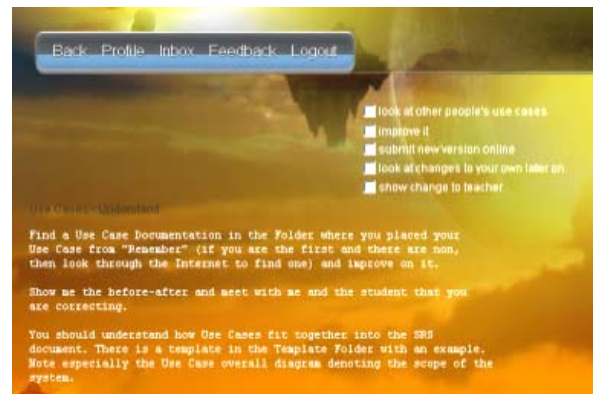 Back Profile Inbox Feedback Logout
look at other people's use cases
improve it
submit new version online
look at changes to your own later on
show change to teacher
Use Cases - Understand
Find a Use Case Documentation in the Folder where you placed your
Use Case from "Remember" (if you are the first and there are non,
then look through the Internet to find one) and improve on it.
Show me the before-after and meet with me and the student that you
are correcting.
You should understand how Use Cases fit together into the SRS
document. There is a template in the Template Folder with an example.
Note especially the Use Case overall diagram denoting the scope of the
system.